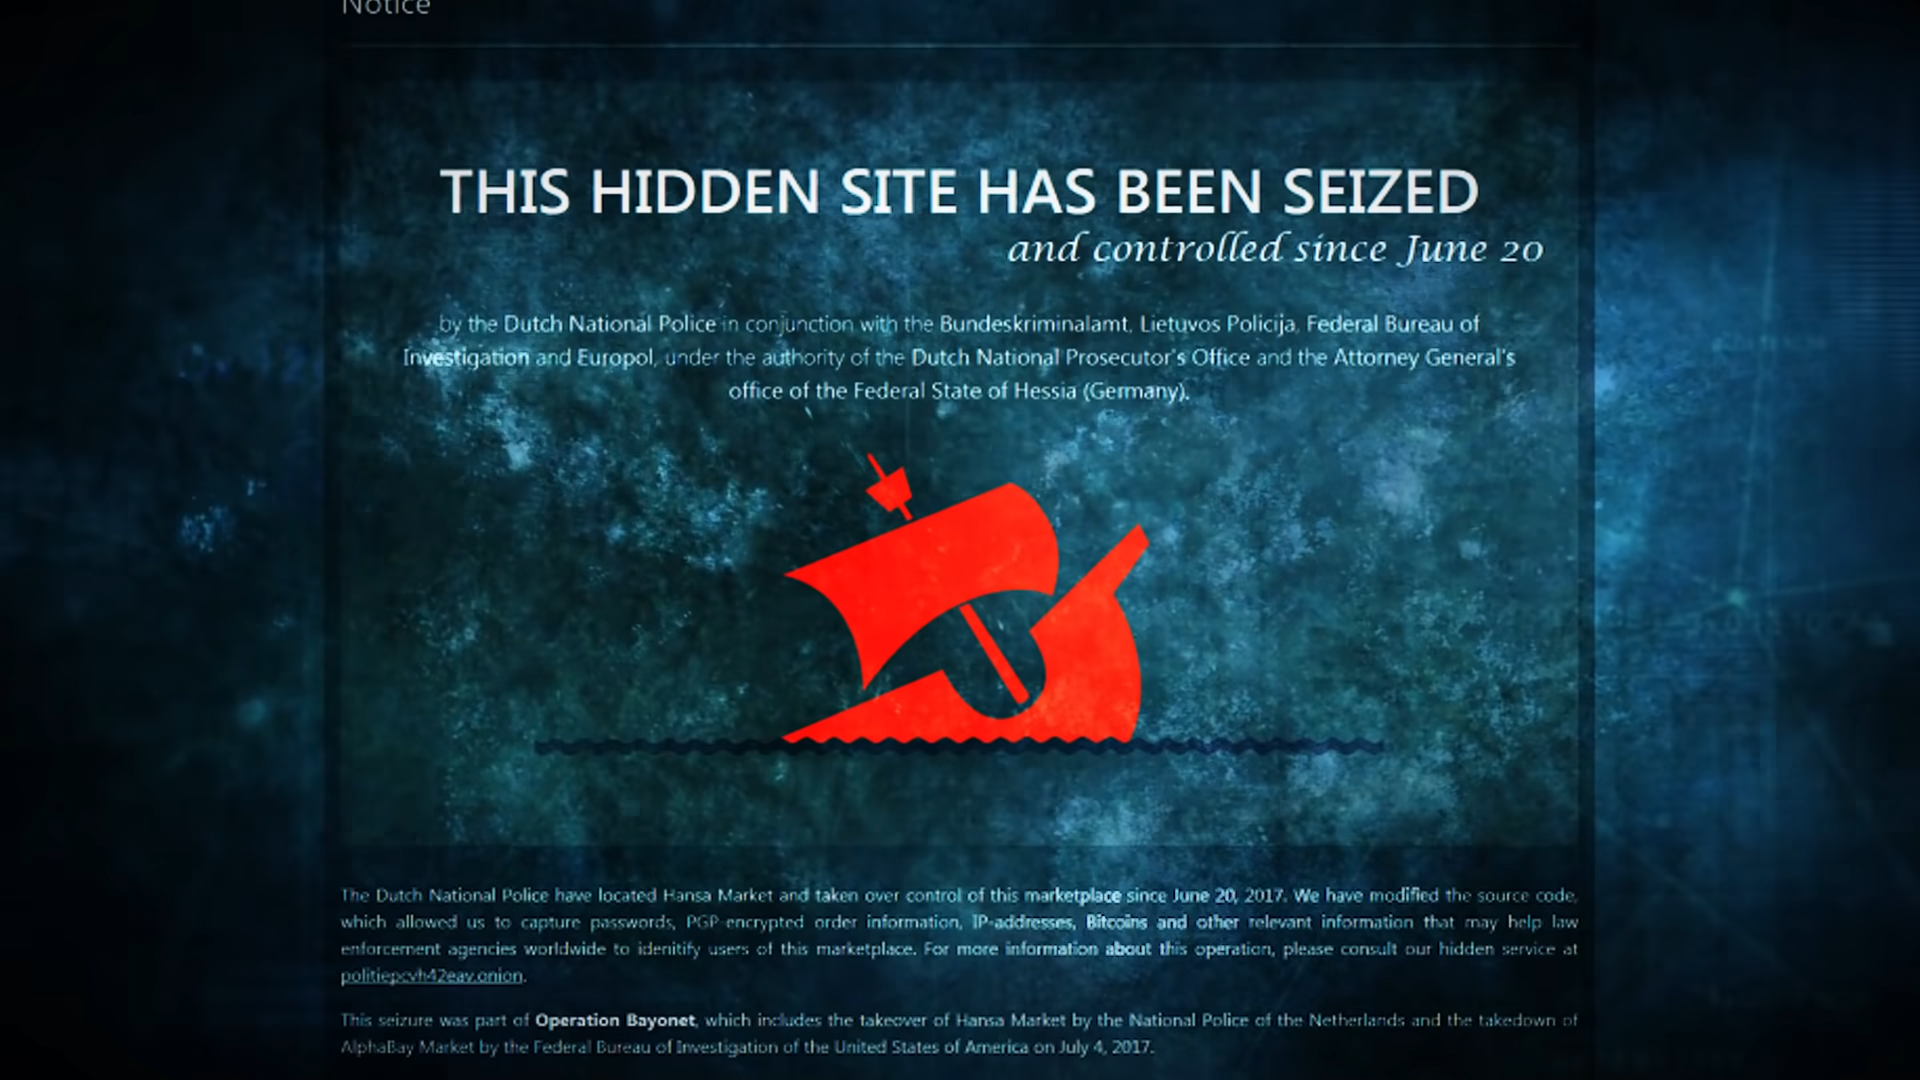 Notice
THIS HIDDEN SITE HAS BEEN SEIZED
and controlled since June 20
by the Dutch National Police in conjunction with the Bundeskriminalamt, Lietuvos Policija, Federal Bureau of
Investigation and Europol, under the authority of the Dutch National Prosecutor's Office and the Attorney General's
office of the Federal State of Hessia (Germany).
The Dutch National Police have located Hansa Market and taken over control of this marketplace since June 20, 2017. We have modified the source code,
which allowed us to capture passwords, PGP-encrypted order information, IP-addresses, Bitcoins and other relevant information that may help law
enforcement agencies worldwide to idenitify users of this marketplace. For more information about this operation, please consult our hidden service at
politiepcvh42eav.onion.
This seizure was part of Operation Bayonet, which includes the takeover of Hansa Market by the National Police of the Netherlands and the takedown of
AlphaBay Market by the Federal Bureau of Investigation of the United States of America on July 4, 2017.